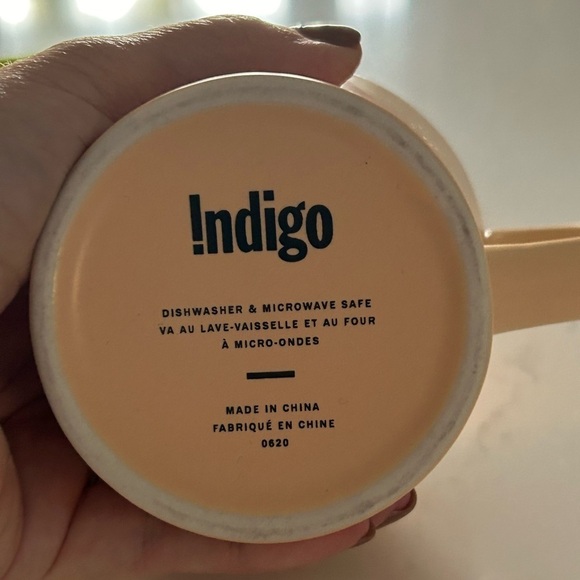 !ndigo
DISHWASHER & MICROWAVE SAFE
VA AU LAVE-VAISSELLE ET AU FOUR
À MICRO-ONDES
MADE IN CHINA
FABRIQUÉ EN CHINE
0620